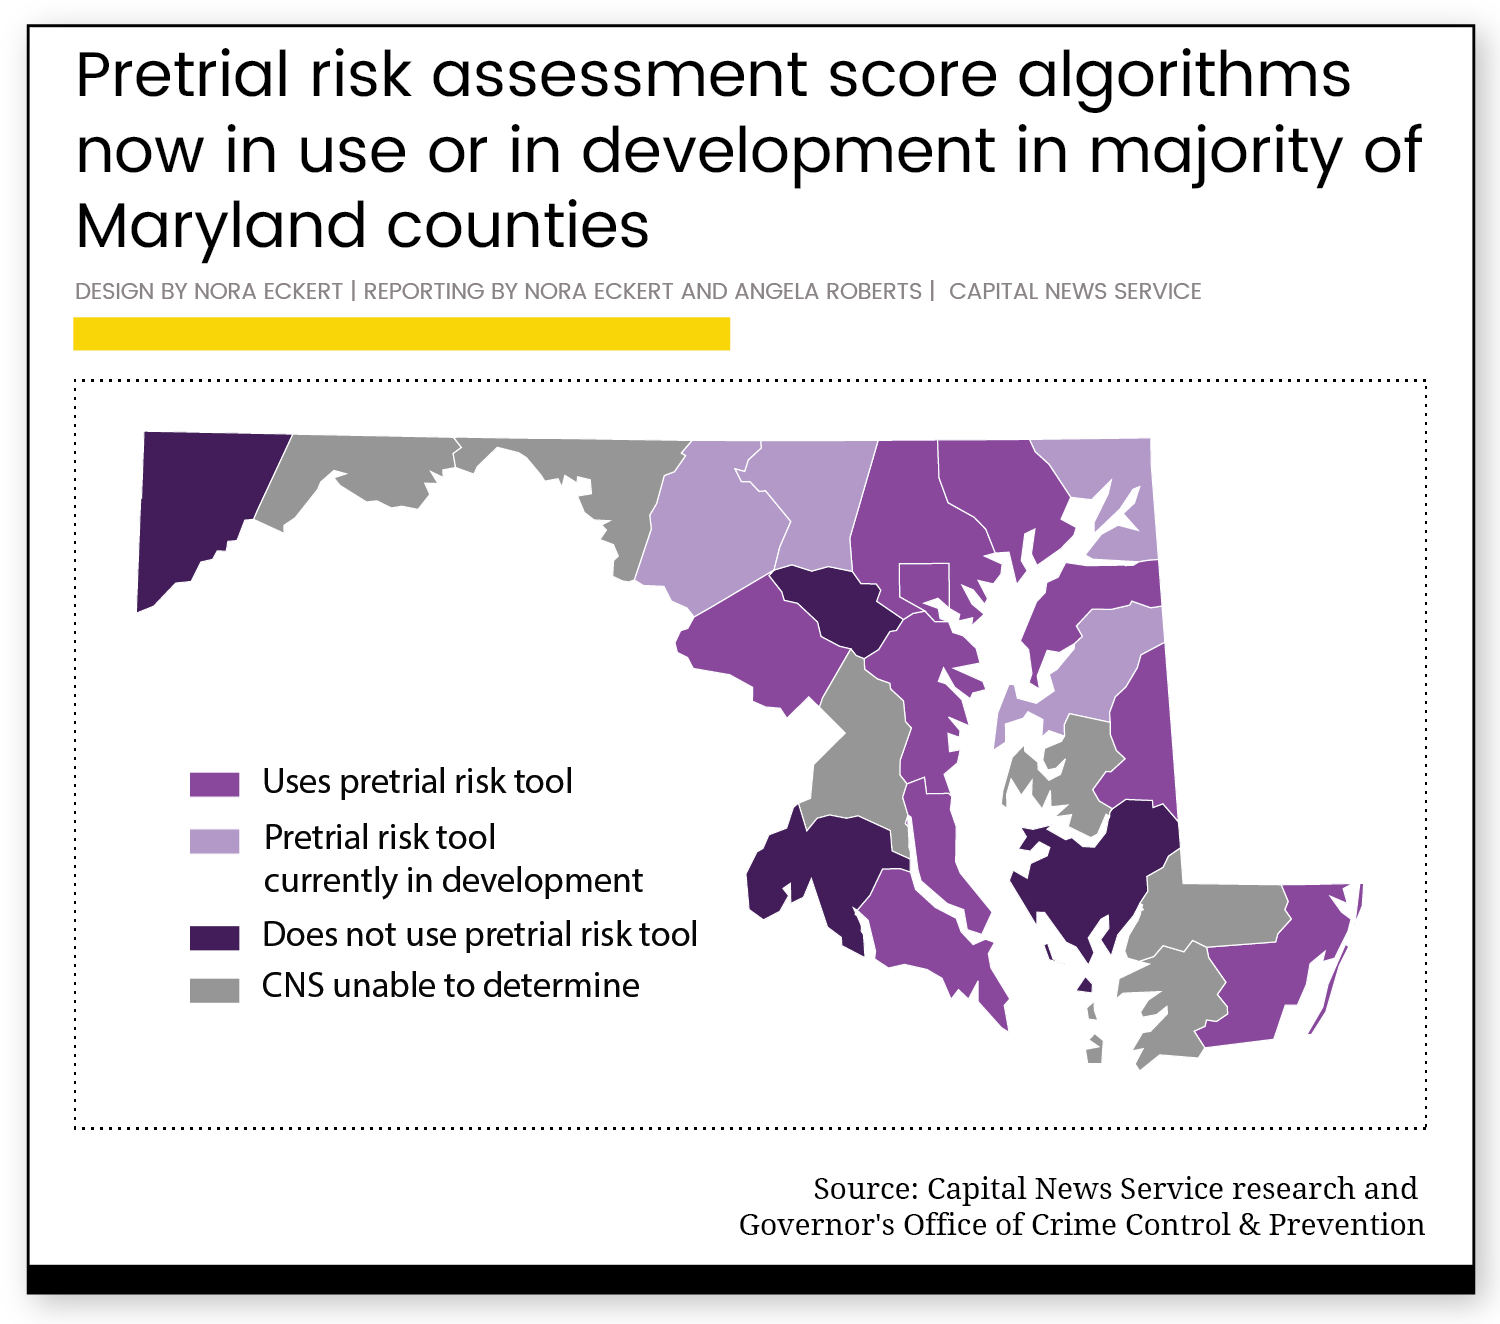 Pretrial risk assessment score algorithms
now in use or in development in majority of
Maryland counties
DESIGN BY NORA ECKERT | REPORTING BY NORA ECKERT AND ANGELA ROBERTS | CAPITAL NEWS SERVICE
Uses pretrial risk tool
Pretrial risk tool
currently in development
Does not use pretrial risk tool
CNS unable to determine
Source: Capital News Service research and
Governor's Office of Crime Control & Prevention